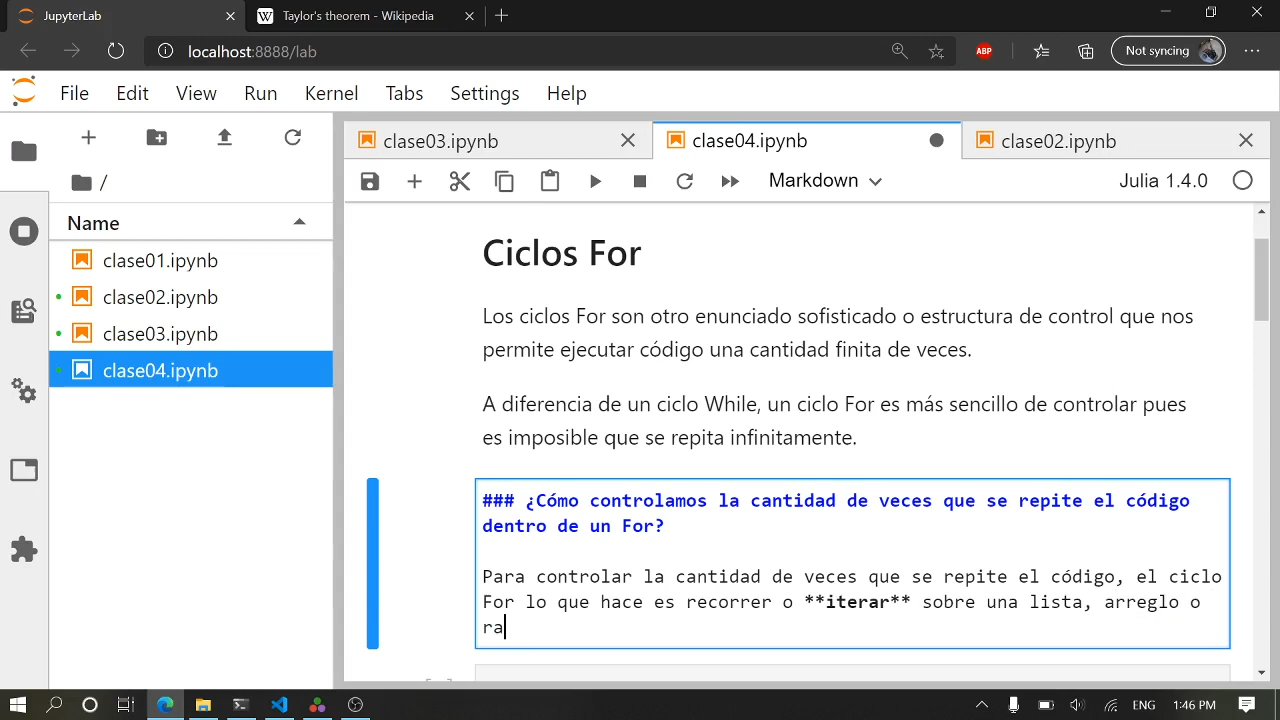 JupyterLab
Taylor's theorem - Wikipedia
localhost:8888/lab
ABP
Not syncing
File Edit View Run Kernel Tabs Settings Help
clase03.ipynb
clase04.ipynb
clase02.ipynb
/
Markdown
Julia 1.4.0
Name
clase01.ipynb
clase02.ipynb
clase03.ipynb
clase04.ipynb
Ciclos For
Los ciclos For son otro enunciado sofisticado o estructura de control que nos
permite ejecutar código una cantidad finita de veces.
A diferencia de un ciclo While, un ciclo For es más sencillo de controlar pues
es imposible que se repita infinitamente.
### ¿Cómo controlamos la cantidad de veces que se repite el código
dentro de un For?
Para controlar la cantidad de veces que se repite el código, el ciclo
For lo que hace es recorrer o **iterar** sobre una lista, arreglo o
ra
ENG
1:46 PM